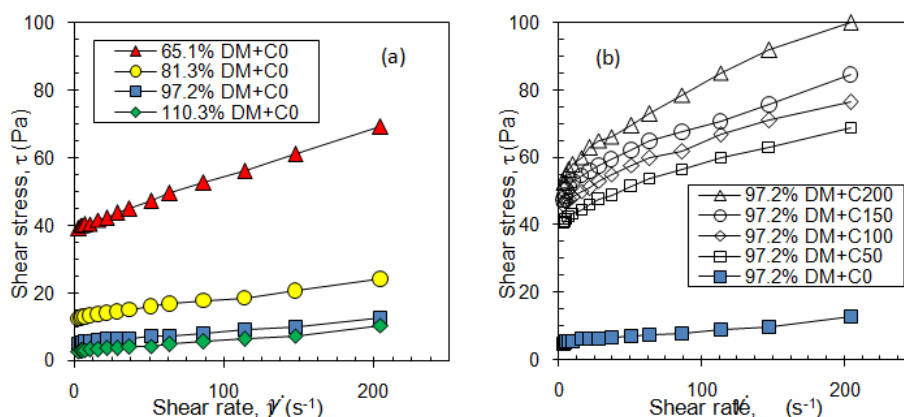 100
80
60
40
20
0
Shear stress, τ (Pa)
65.1% DM+C0
81.3% DM+C0
97.2% DM+C0
110.3% DM+C0
(a)
0 100 200
Shear rate, γ̇ (s-1)
100
80
60
40
20
0
Shear stress, τ (Pa)
(b)
97.2% DM+C200
97.2% DM+C150
97.2% DM+C100
97.2% DM+C50
97.2% DM+C0
0 100 200
Shear rate, γ̇ (s-1)